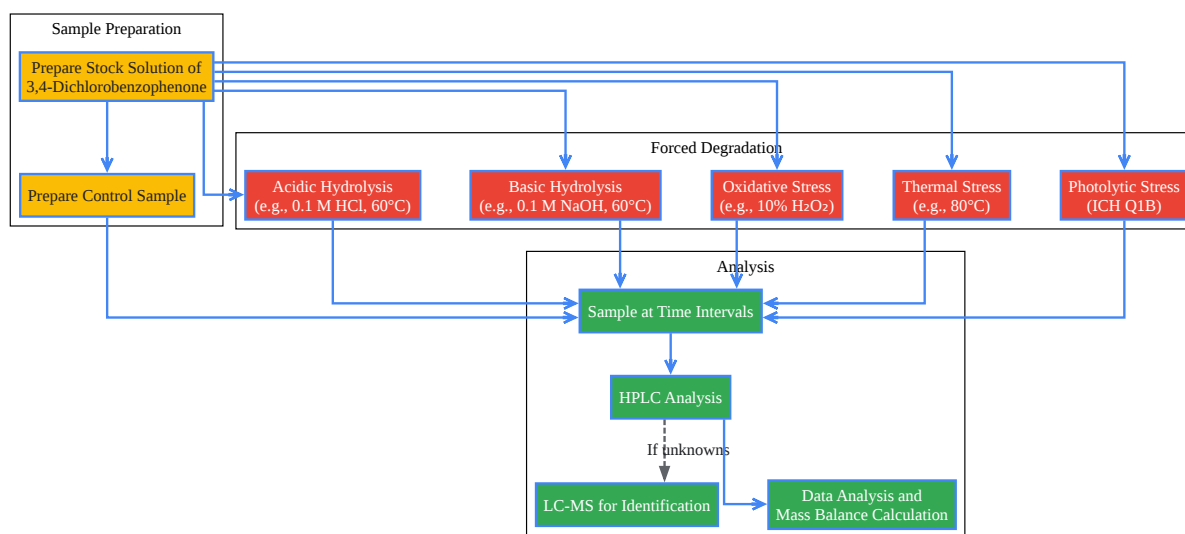 Sample Preparation
Prepare Stock Solution of
3,4-Dichlorobenzophenone
Prepare Control Sample
Forced Degradation
Acidic Hydrolysis
(e.g., 0.1 M HCl, 60°C)
Basic Hydrolysis
(e.g., 0.1 M NaOH, 60°C)
Oxidative Stress
(e.g., 10% H₂O₂)
Thermal Stress
(e.g., 80°C)
Photolytic Stress
(ICH Q1B)
Analysis
Sample at Time Intervals
HPLC Analysis
If unknowns
LC-MS for Identification
Data Analysis and
Mass Balance Calculation